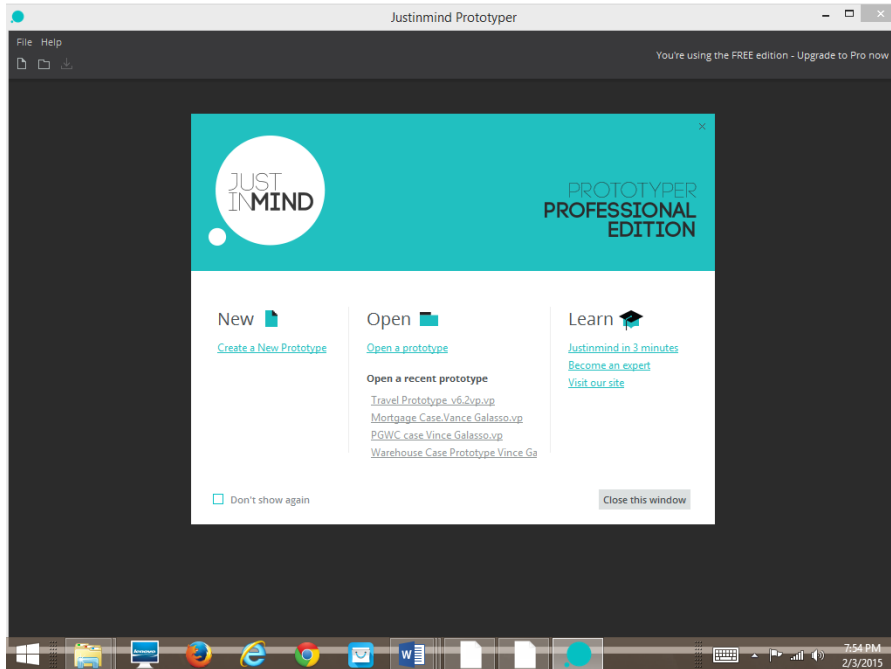 Justinmind Prototyper
File Help
You're using the FREE edition - Upgrade to Pro now
JUST
INMIND
PROTOTYPER
PROFESSIONAL
EDITION
New
Create a New Prototype
Open
Open a prototype
Open a recent prototype
Travel Prototype_v6.2vp.vp
Mortgage Case.Vance Galasso.vp
PGWC case Vince Galasso.vp
Warehouse Case Prototype Vince Ga
Learn
Justinmind in 3 minutes
Become an expert
Visit our site
Don't show again
Close this window
lenovo
7:54 PM
2/3/2015